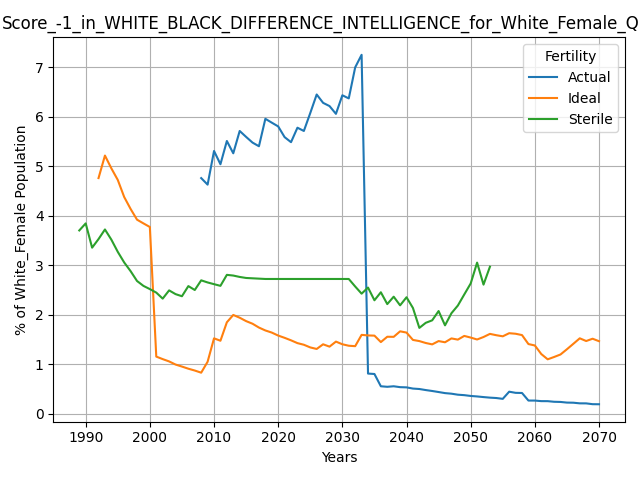 Score_-1_in_WHITE_BLACK_DIFFERENCE_INTELLIGENCE_for_White_Female_Q
Fertility
Actual
Ideal
Sterile
% of White_Female Population
7
6
5
4
3
2
1
0
1990 2000 2010 2020 2030 2040 2050 2060 2070
Years